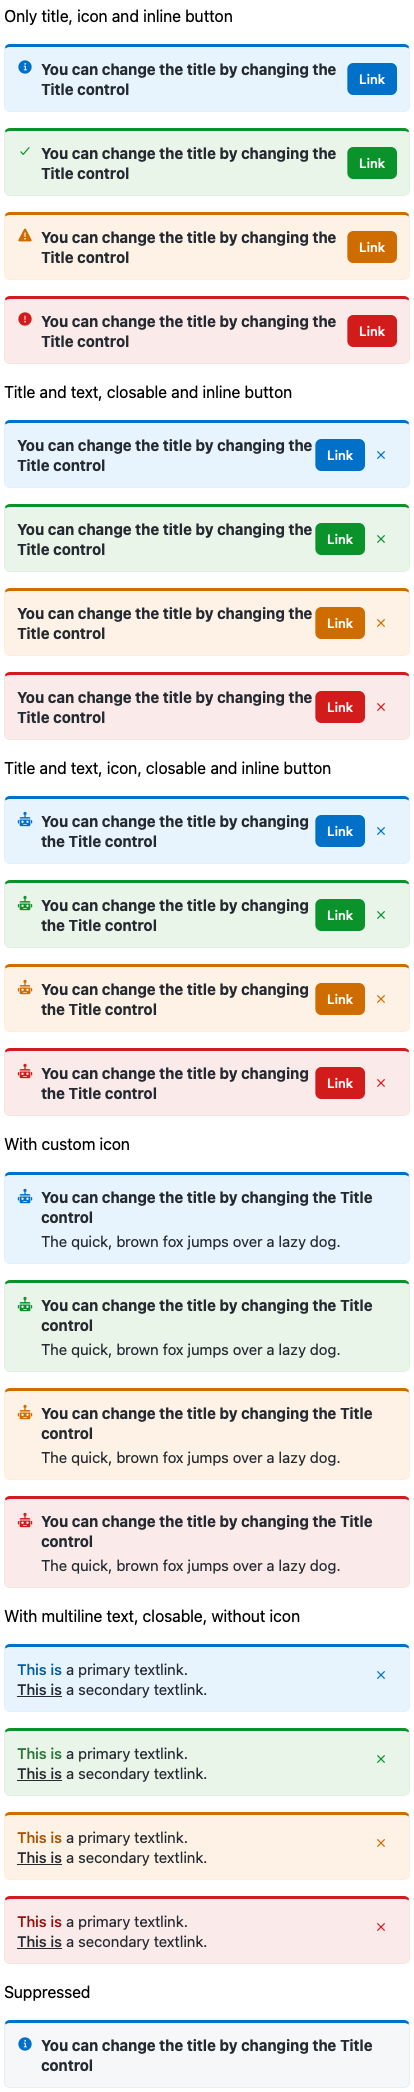 Only title, icon and inline button
You can change the title by changing the
Title control
Link
You can change the title by changing the
Title control
Link
You can change the title by changing the
Title control
Link
You can change the title by changing the
Title control
Link
Title and text, closable and inline button
You can change the title by changing the
Title control
Link
You can change the title by changing the
Title control
Link
You can change the title by changing the
Title control
Link
You can change the title by changing the
Title control
Link
Title and text, icon, closable and inline button
You can change the title by changing
the Title control
Link
You can change the title by changing
the Title control
Link
You can change the title by changing
the Title control
Link
You can change the title by changing
the Title control
Link
With custom icon
You can change the title by changing the Title
control
The quick, brown fox jumps over a lazy dog.
You can change the title by changing the Title
control
The quick, brown fox jumps over a lazy dog.
You can change the title by changing the Title
control
The quick, brown fox jumps over a lazy dog.
You can change the title by changing the Title
control
The quick, brown fox jumps over a lazy dog.
With multiline text, closable, without icon
This is a primary textlink.
This is a secondary textlink.
This is a primary textlink.
This is a secondary textlink.
This is a primary textlink.
This is a secondary textlink.
This is a primary textlink.
This is a secondary textlink.
Suppressed
You can change the title by changing the Title
control